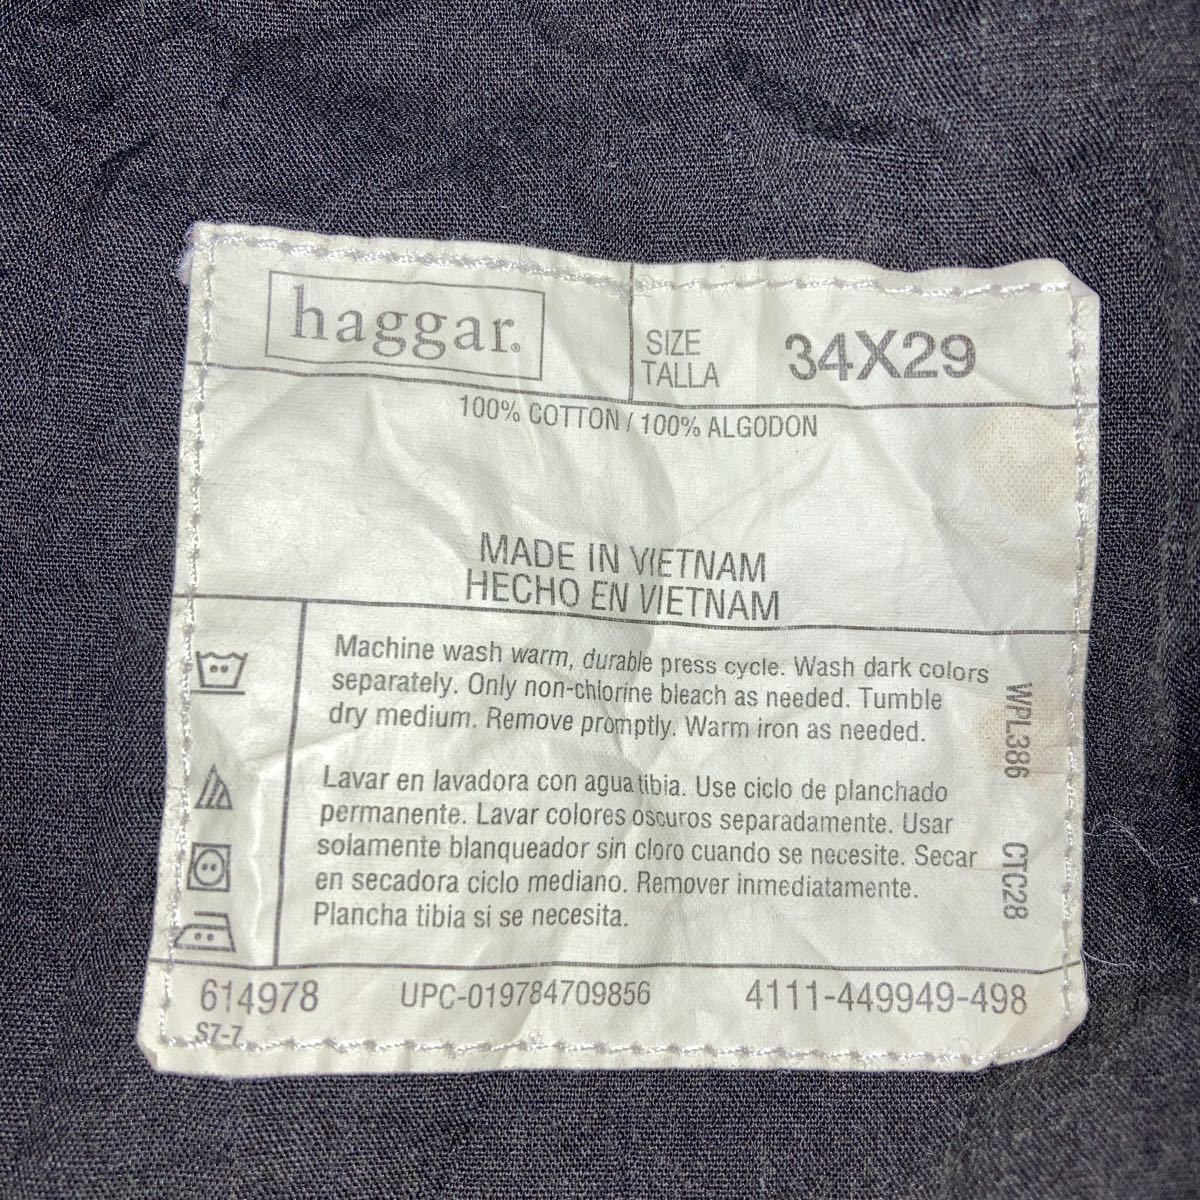 haggar.
SIZE
TALLA
34X29
100% COTTON / 100% ALGODON
MADE IN VIETNAM
HECHO EN VIETNAM
Machine wash warm, durable press cycle. Wash dark colors
separately. Only non-chlorine bleach as needed. Tumble
dry medium. Remove promptly. Warm iron as needed.
Lavar en lavadora con agua tibia. Use ciclo de planchado
permanente. Lavar colores oscuros separadamente. Usar
solamente blanqueador sin cloro cuando se necesite. Secar
en secadora ciclo mediano. Remover inmediatamente.
Plancha tibia si se necesita.
WPL386
CTC28
614978
UPC-019784709856
4111-449949-498
S7-7